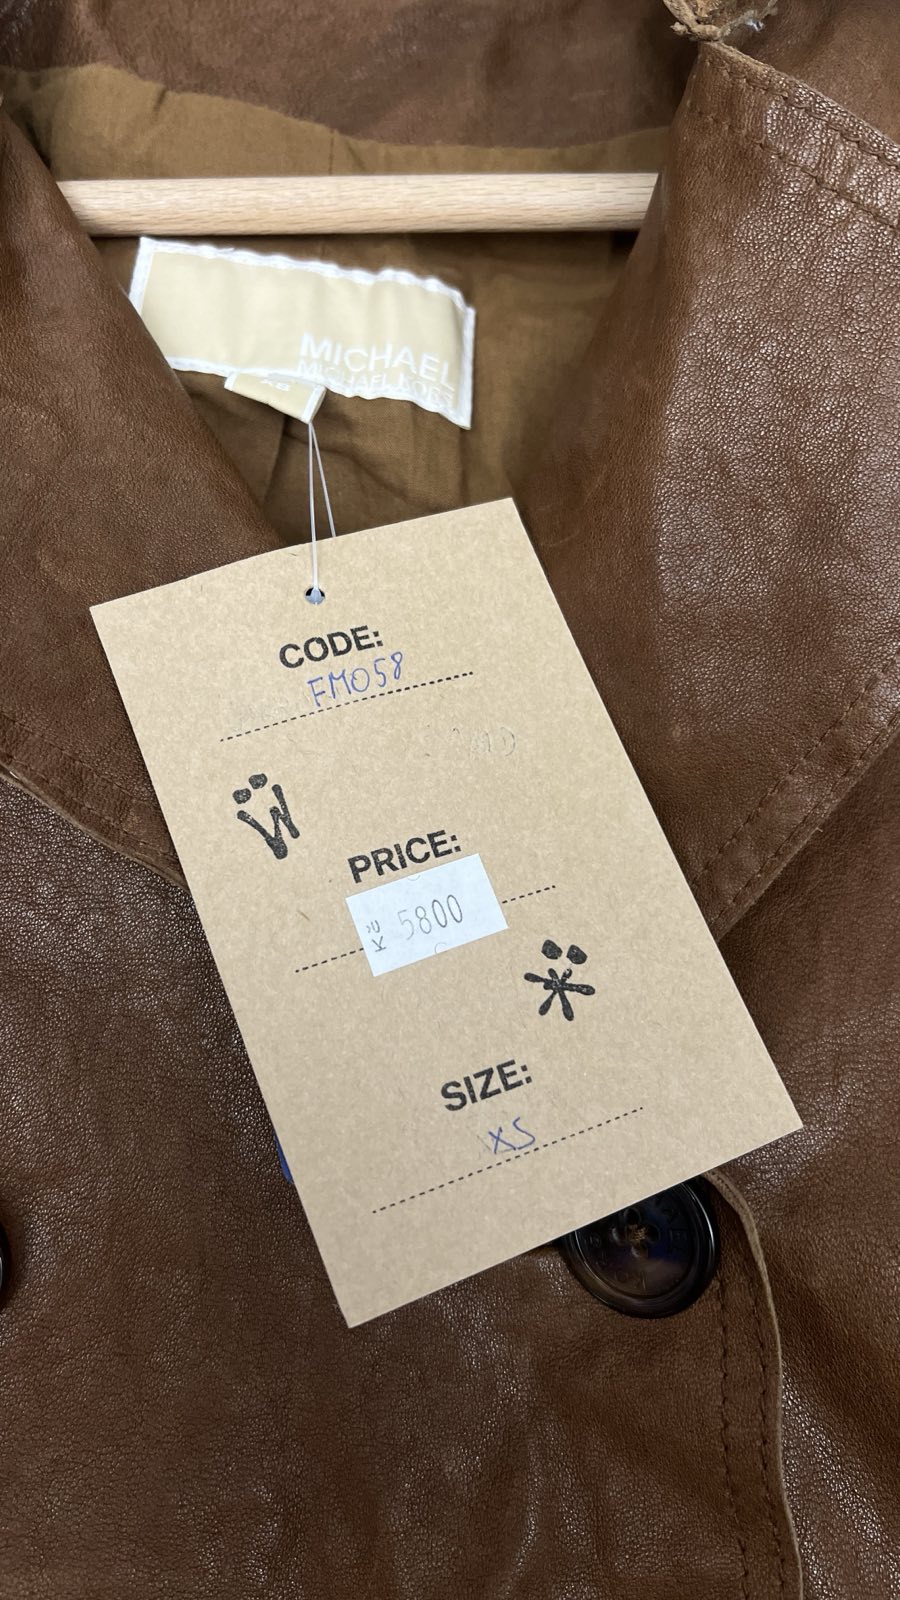 MICHAEL
MICHAEL KORS
XS
CODE:
FM058
PRICE:
5800
SIZE:
XS